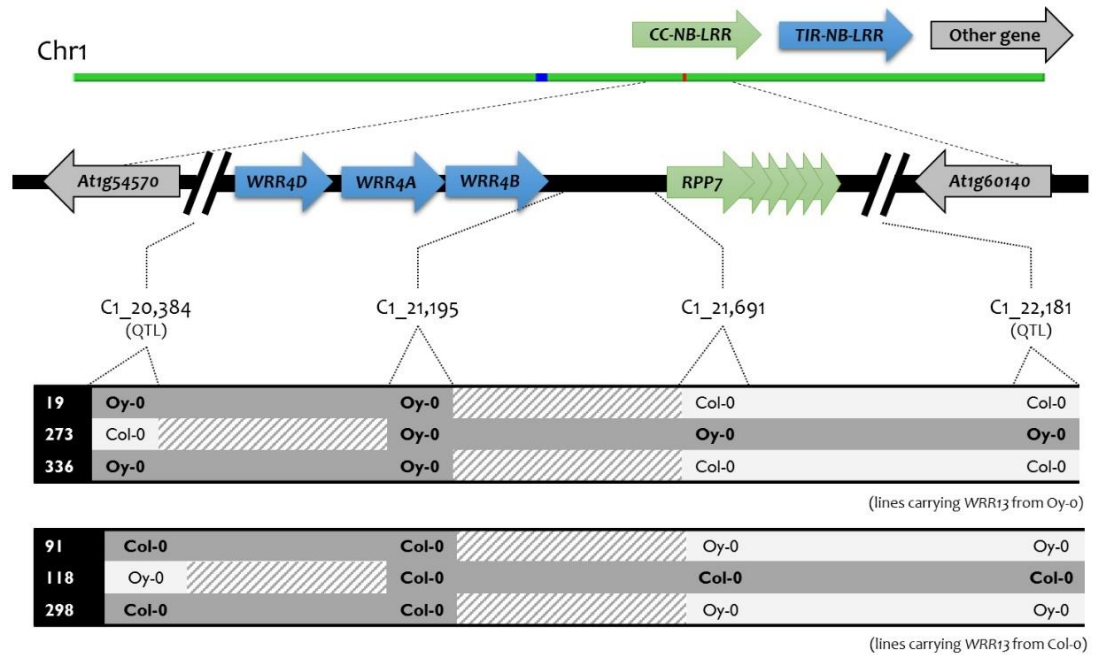 CC-NB-LRR TIR-NB-LRR Other gene
Chr1
At1g54570 WRR4D WRR4A WRR4B RPP7 At1g60140
C1_20,384 C1_21,195 C1_21,691 C1_22,181
(QTL) (QTL)
19 Oy-0 Oy-0 Col-0 Col-0
273 Col-0 Oy-0 Oy-0 Oy-0
336 Oy-0 Oy-0 Col-0 Col-0
(lines carrying WRR13 from Oy-0)
91 Col-0 Col-0 Oy-0 Oy-0
118 Oy-0 Col-0 Col-0 Col-0
298 Col-0 Col-0 Oy-0 Oy-0
(lines carrying WRR13 from Col-0)